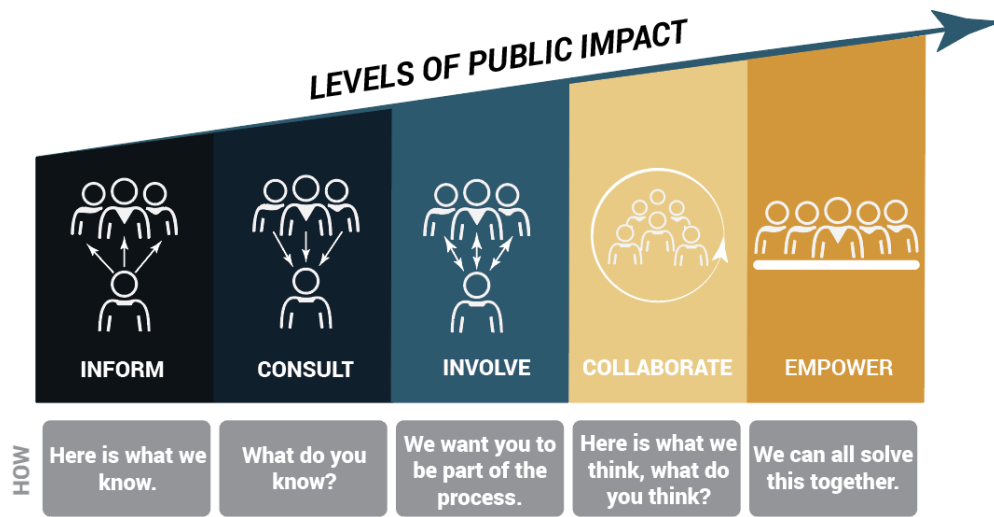 LEVELS OF PUBLIC IMPACT
INFORM
CONSULT
INVOLVE
COLLABORATE
EMPOWER
HOW
Here is what we
know.
What do you
know?
We want you to
be part of the
process.
Here is what we
think, what do
you think?
We can all solve
this together.